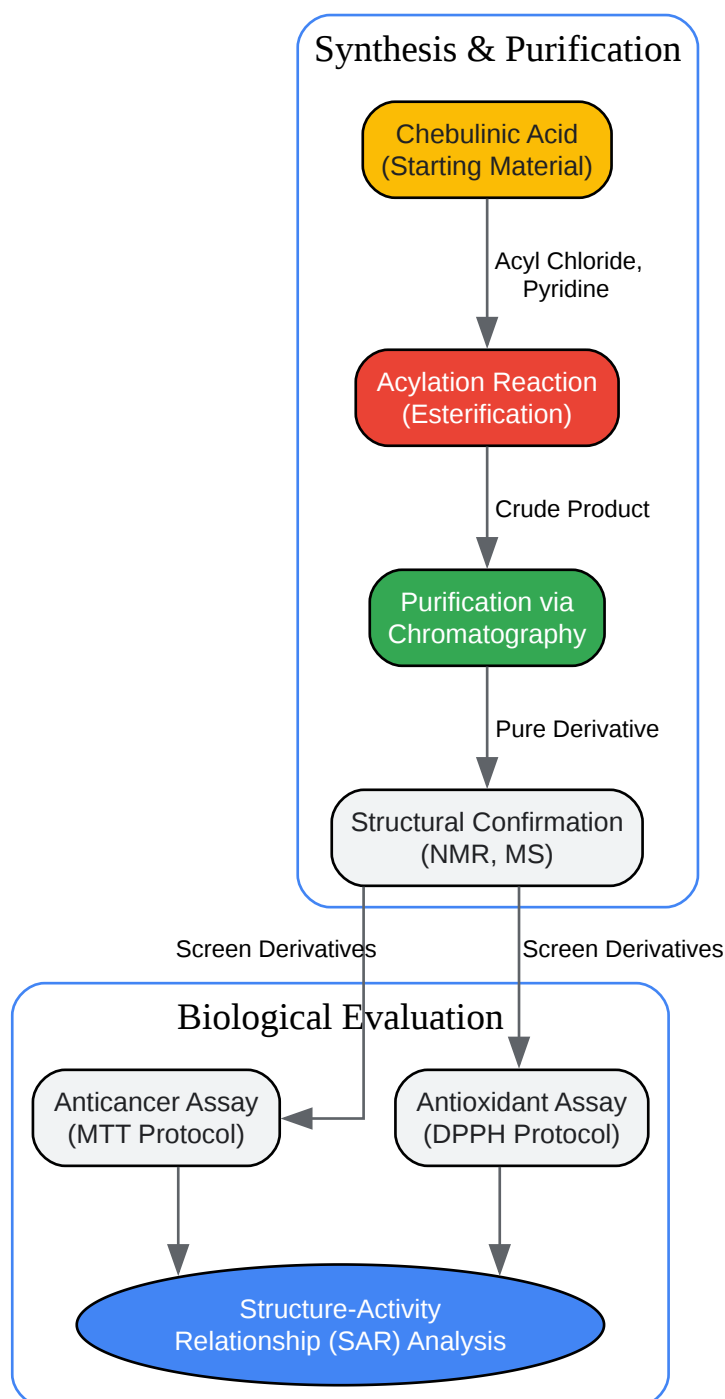 Synthesis & Purification
Chebulinic Acid
(Starting Material)
Acyl Chloride,
Pyridine
Acylation Reaction
(Esterification)
Crude Product
Purification via
Chromatography
Pure Derivative
Structural Confirmation
(NMR, MS)
Screen Derivatives
Screen Derivatives
Biological Evaluation
Anticancer Assay
(MTT Protocol)
Antioxidant Assay
(DPPH Protocol)
Structure-Activity
Relationship (SAR) Analysis